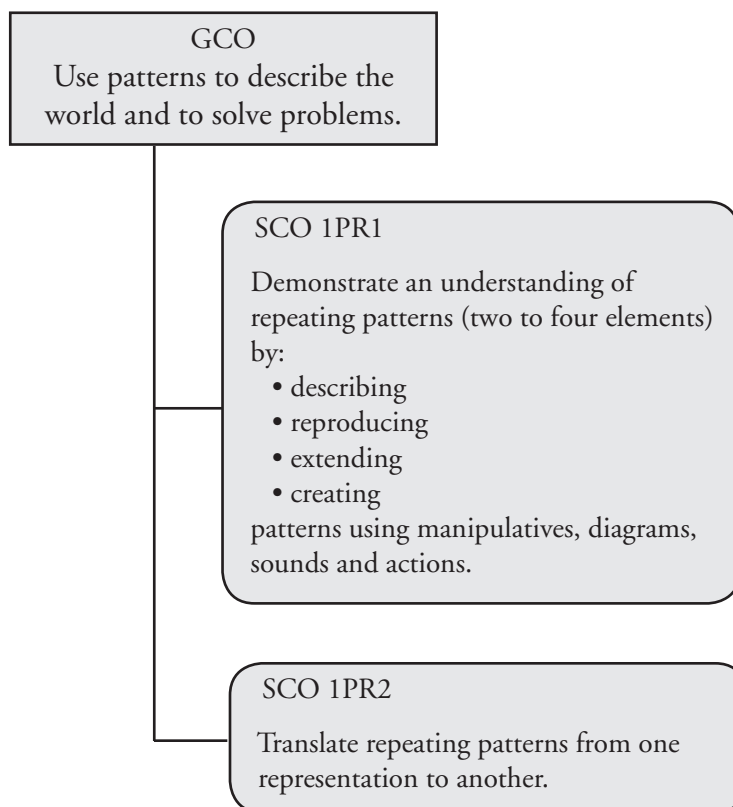 GCO
Use patterns to describe the
world and to solve problems.
SCO 1PR1
Demonstrate an understanding of
repeating patterns (two to four elements)
by:
• describing
• reproducing
• extending
• creating
patterns using manipulatives, diagrams,
sounds and actions.
SCO 1PR2
Translate repeating patterns from one
representation to another.